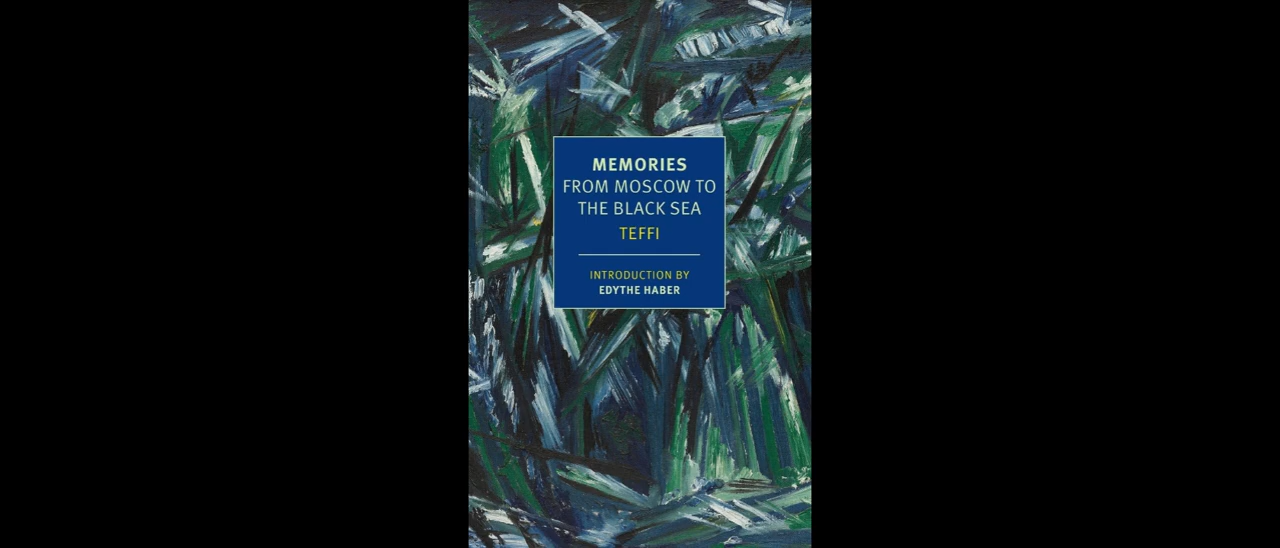 MEMORIES
FROM MOSCOW TO
THE BLACK SEA
TEFFI
INTRODUCTION BY
EDYTHE HABER